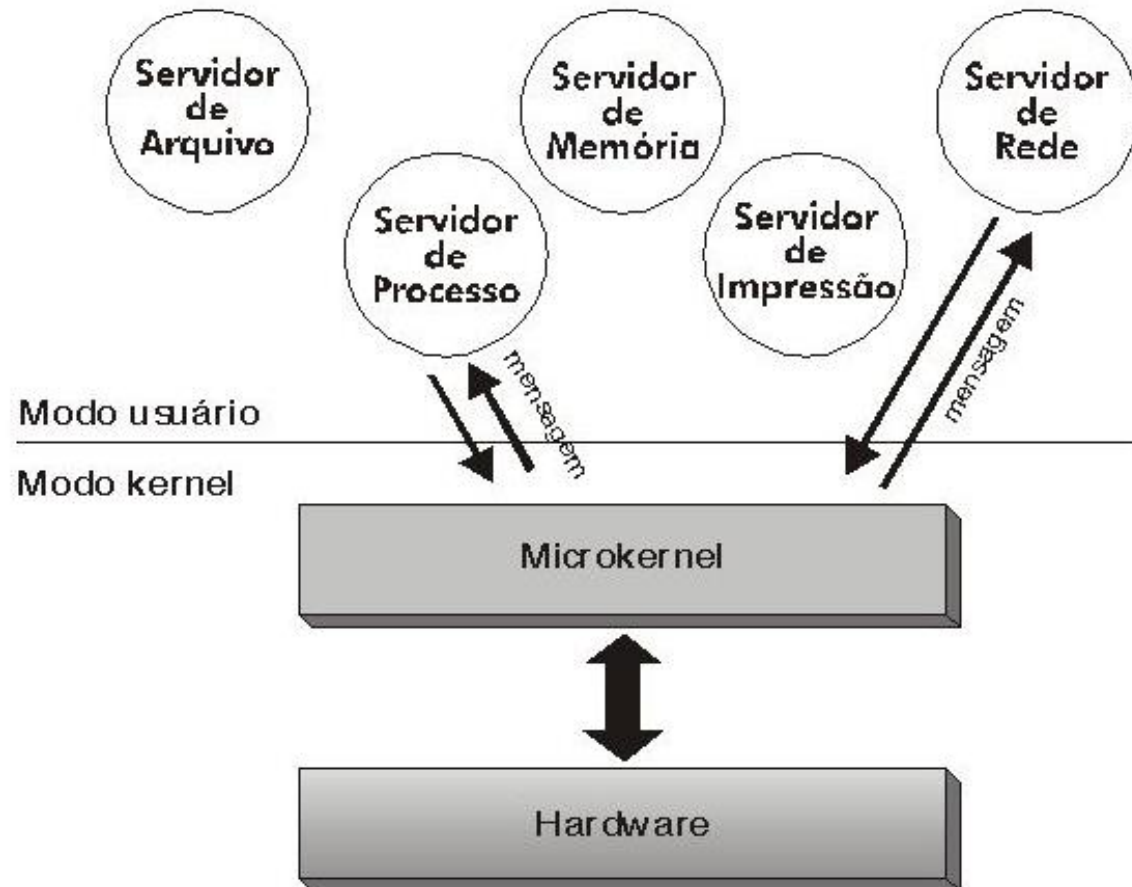 Servidor
de
Arquivo
Servidor
de
Memória
Servidor
de
Rede
Servidor
de
Processo
Servidor
de
Impressão
mensagem
mensagem
Modo usuário
Modo kernel
Microkernel
Hardware